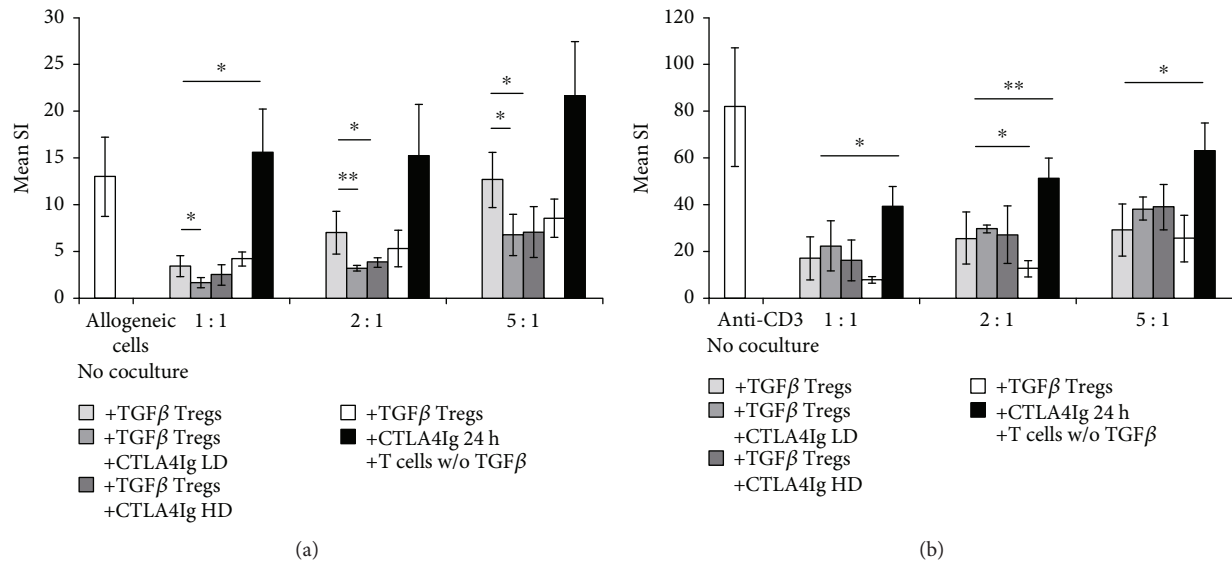 30
25
20
15
10
5
0
Mean SI
*
*
**
*
*
*
Allogeneic
cells
No coculture
1 : 1
2 : 1
5 : 1
+TGFβ Tregs
+TGFβ Tregs
+CTLA4Ig LD
+TGFβ Tregs
+CTLA4Ig HD
+TGFβ Tregs
+CTLA4Ig 24 h
+T cells w/o TGFβ
(a)
120
100
80
60
40
20
0
Mean SI
*
**
*
*
Anti-CD3
No coculture
1 : 1
2 : 1
5 : 1
+TGFβ Tregs
+TGFβ Tregs
+CTLA4Ig LD
+TGFβ Tregs
+CTLA4Ig HD
+TGFβ Tregs
+CTLA4Ig 24 h
+T cells w/o TGFβ
(b)